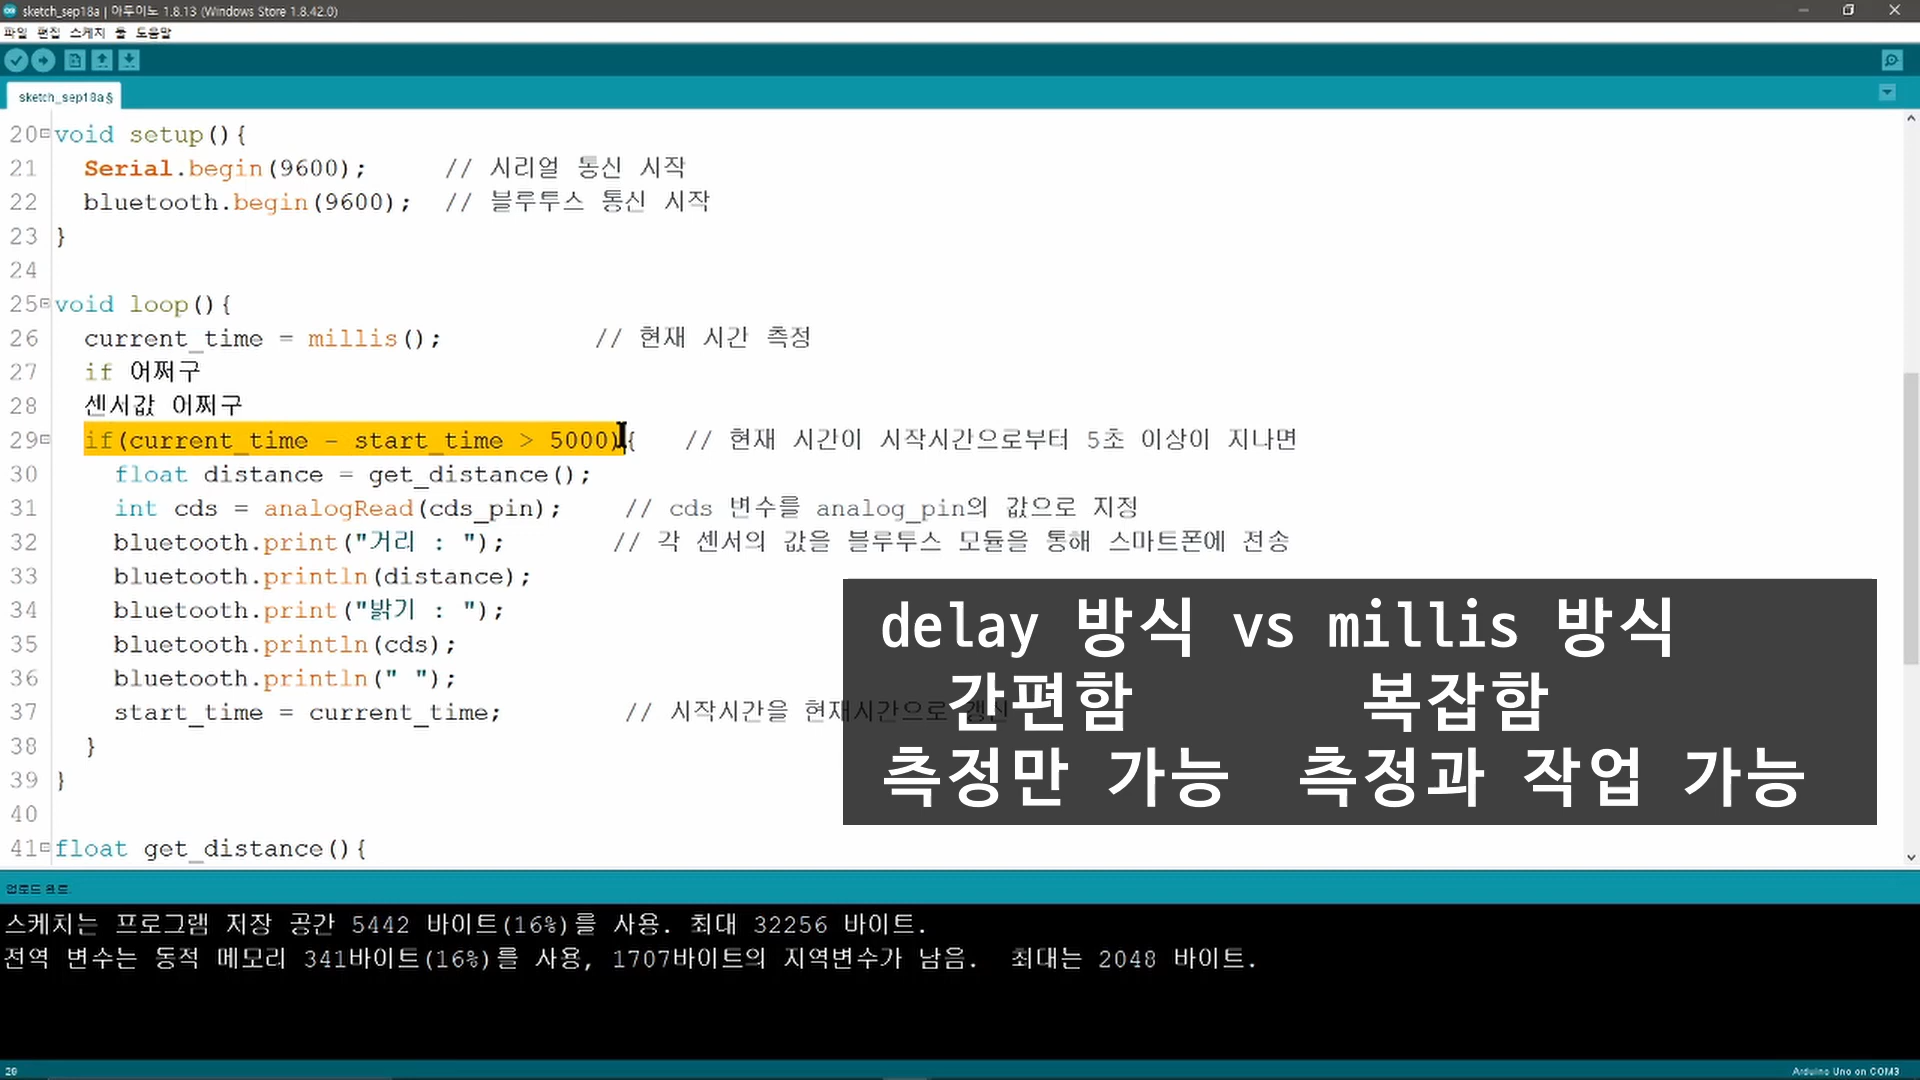 sketch_sep18a | 아두이노 1.8.13 (Windows Store 1.8.42.0)
파일 편집 스케치 툴 도움말
sketch_sep18a§
20 void setup(){
21 Serial.begin(9600); // 시리얼 통신 시작
22 bluetooth.begin(9600); // 블루투스 통신 시작
23 }
24
25 void loop(){
26 current_time = millis(); // 현재 시간 측정
27 if 어쩌구
28 센서값 어찌구
29 if(current_time - start_time > 5000){ // 현재 시간이 시작시간으로부터 5초 이상이 지나면
30 float distance = get_distance();
31 int cds = analogRead(cds_pin); // cds 변수를 analog_pin의 값으로 지정
32 bluetooth.print("거리 : "); // 각 센서의 값을 블루투스 모듈을 통해 스마트폰에 전송
33 bluetooth.println(distance);
34 bluetooth.print("밝기 : ");
35 bluetooth.println(cds);
36 bluetooth.println(" ");
37 start_time = current_time; // 시작시간을 현재시간으로 갱신
38 }
39 }
40
41 float get_distance(){
delay 방식 vs millis 방식
간편함 복잡함
측정만 가능 측정과 작업 가능
업로드 완료.
스케치는 프로그램 저장 공간 5442 바이트(16%)를 사용. 최대 32256 바이트.
전역 변수는 동적 메모리 341바이트(16%)를 사용, 1707바이트의 지역변수가 남음. 최대는 2048 바이트.
29
Arduino Uno on COM3